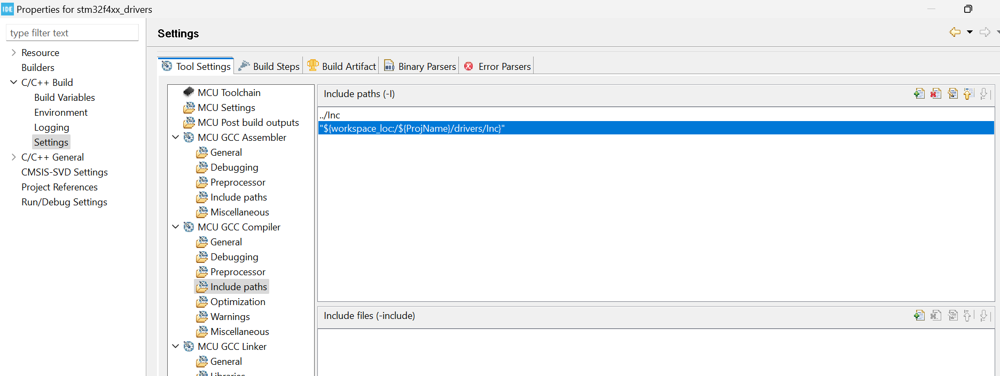 IDE Properties for stm32f4xx_drivers
type filter text
Settings
Resource
Builders
C/C++ Build
Build Variables
Environment
Logging
Settings
C/C++ General
CMSIS-SVD Settings
Project References
Run/Debug Settings
Tool Settings
Build Steps
Build Artifact
010
Binary Parsers
Error Parsers
MCU Toolchain
MCU Settings
MCU Post build outputs
MCU GCC Assembler
General
Debugging
Preprocessor
Include paths
Miscellaneous
MCU GCC Compiler
General
Debugging
Preprocessor
Include paths
Optimization
Warnings
Miscellaneous
MCU GCC Linker
General
Libraries
Include paths (-I)
../Inc
"${workspace_loc:/${ProjName}/drivers/Inc}"
Include files (-include)